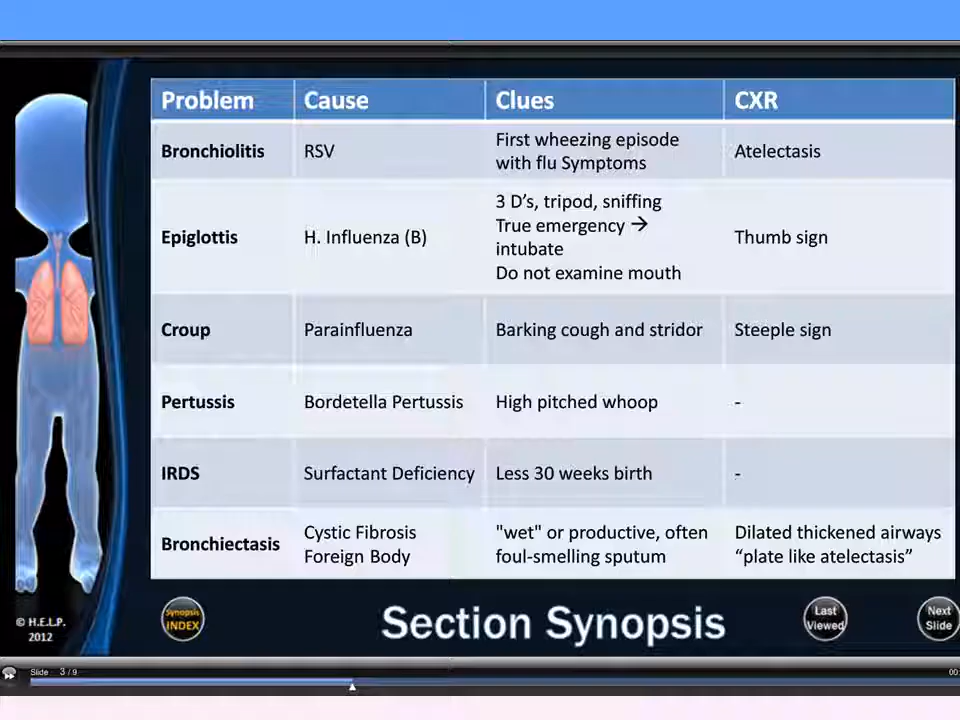 Problem Cause Clues CXR
Bronchiolitis RSV First wheezing episode with flu Symptoms Atelectasis
Epiglottis H. Influenza (B) 3 D's, tripod, sniffing
True emergency → intubate
Do not examine mouth Thumb sign
Croup Parainfluenza Barking cough and stridor Steeple sign
Pertussis Bordetella Pertussis High pitched whoop -
IRDS Surfactant Deficiency Less 30 weeks birth -
Bronchiectasis Cystic Fibrosis
Foreign Body "wet" or productive, often foul-smelling sputum Dilated thickened airways
“plate like atelectasis”
© H.E.L.P.
2012
Synopsis
INDEX
Section Synopsis
Last
Viewed
Next
Slide
Slide 3 / 9
00: